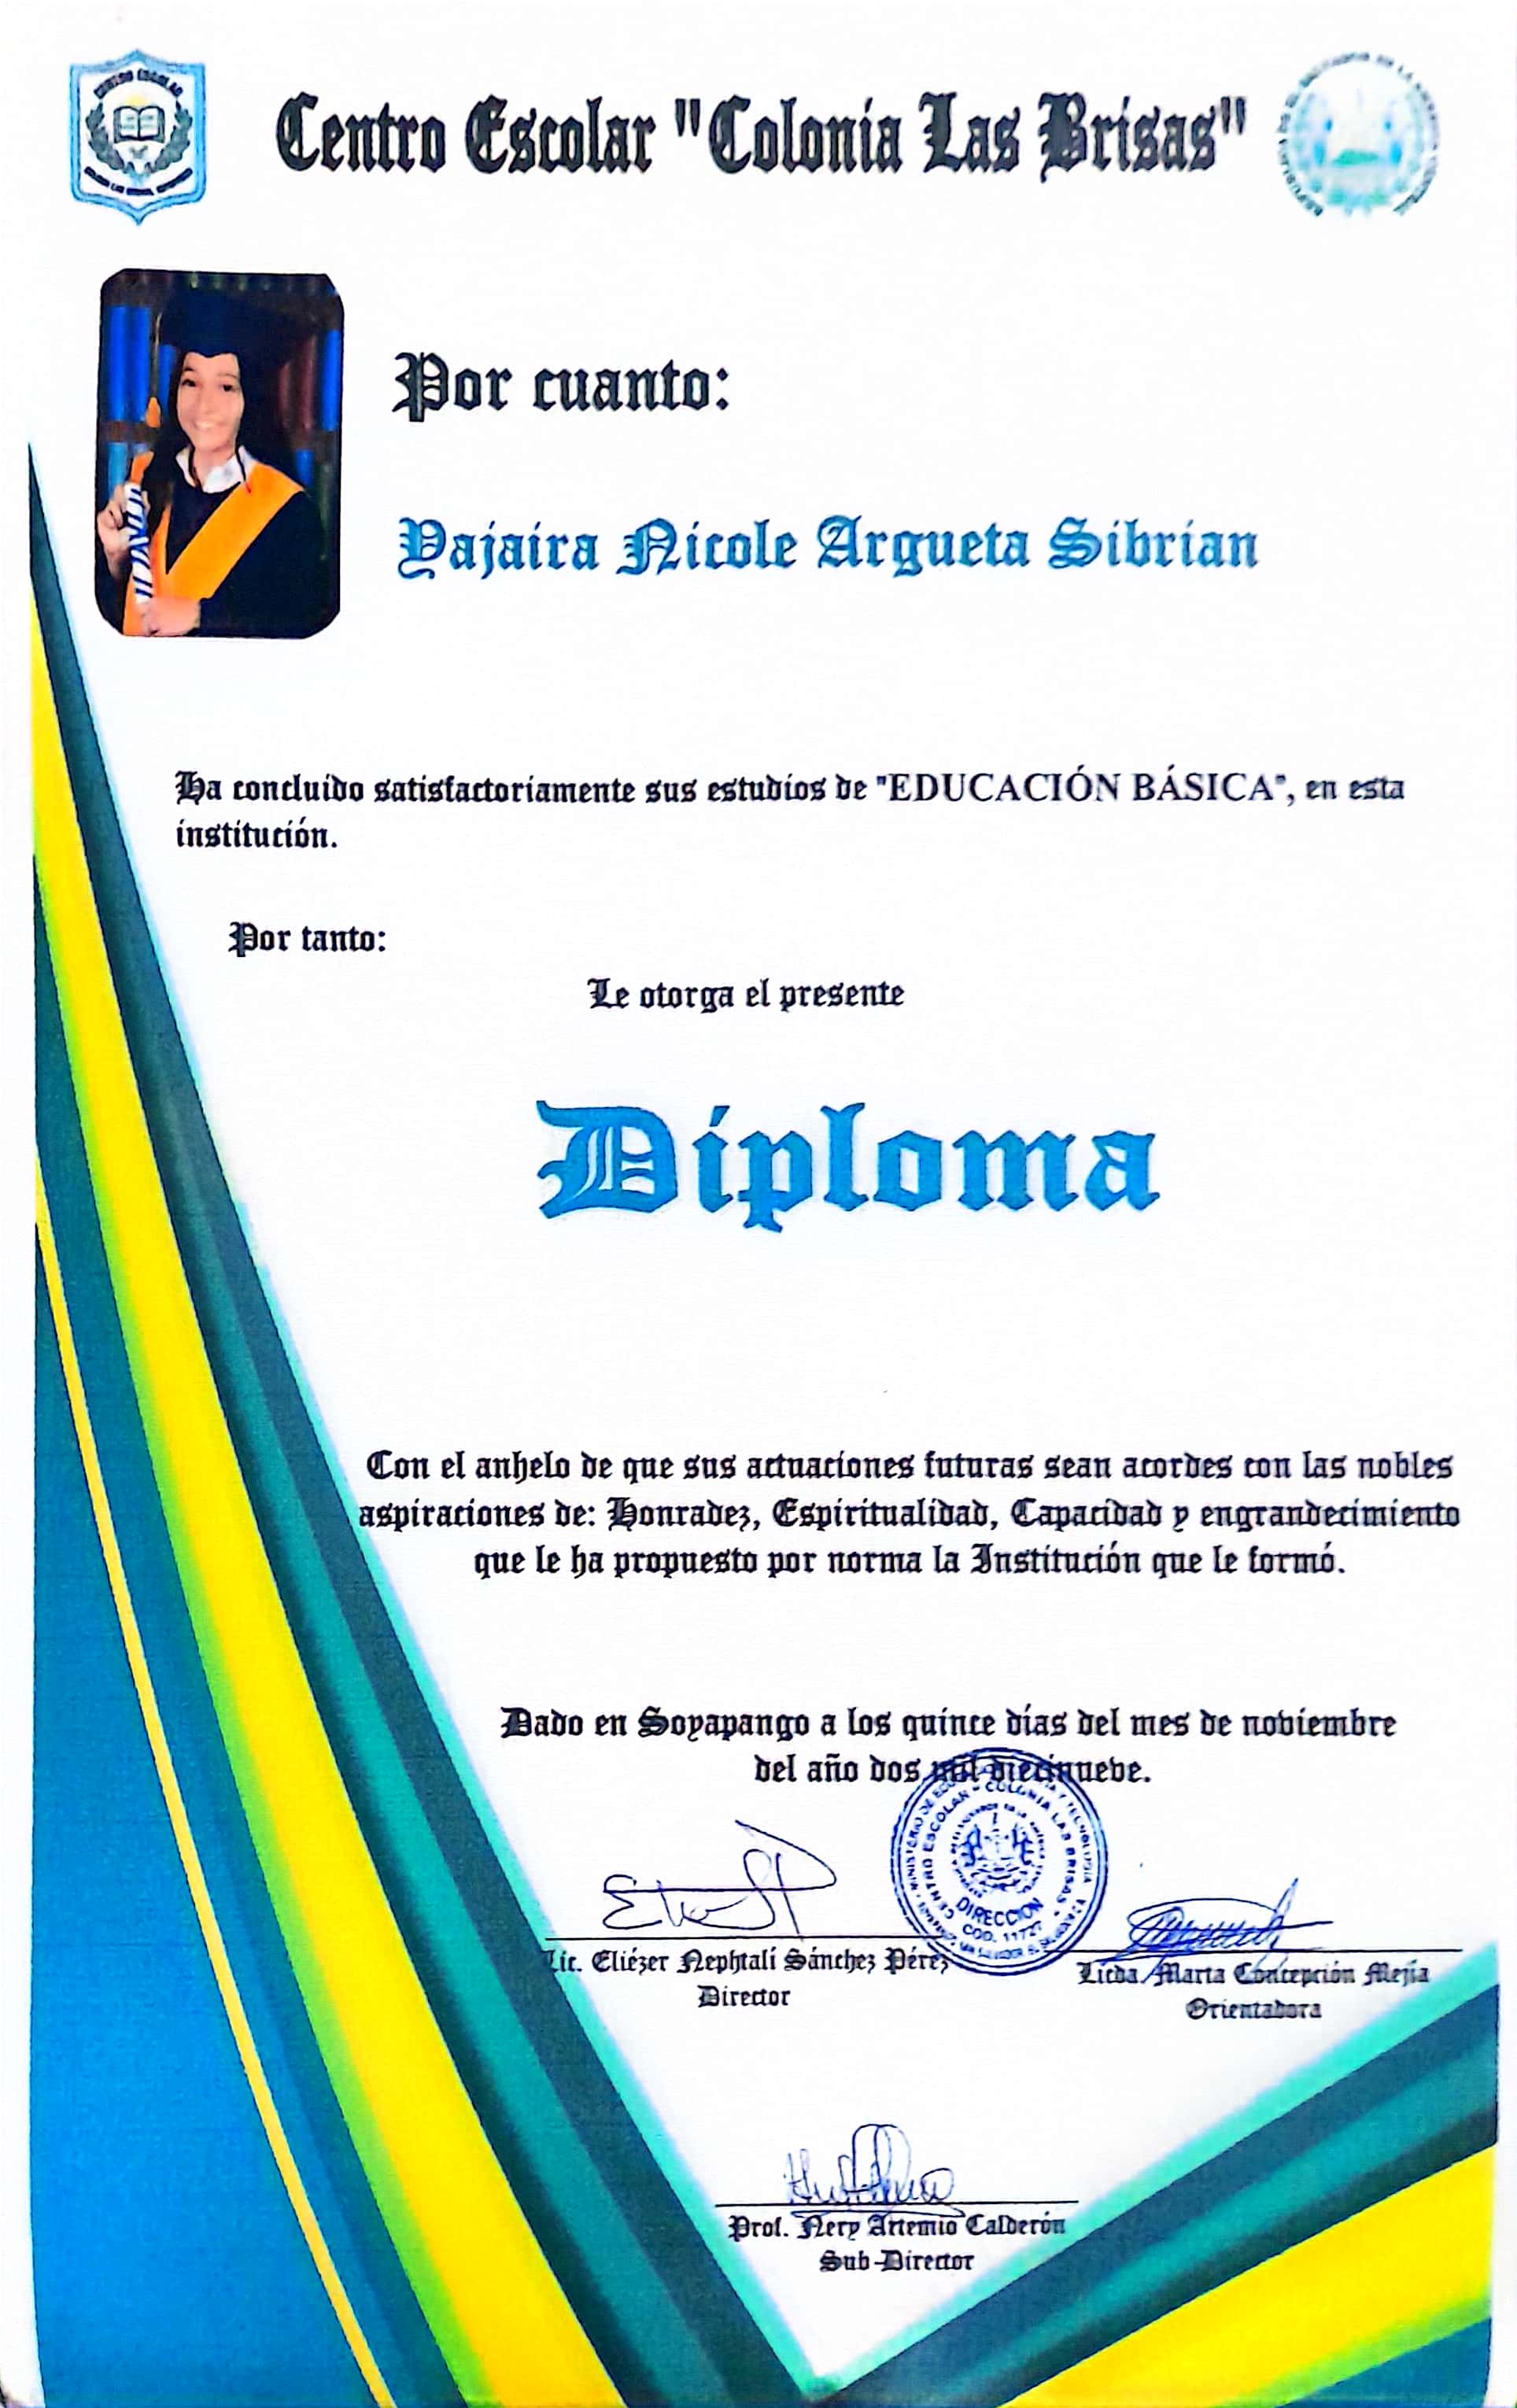 Centro Escolar "Colonia Las Brisas"
Por cuanto:
Yajaira Nicole Argueta Sibrian
Ha concluido satisfactoriamente sus estudios de "EDUCACIÓN BÁSICA", en esta
institución.
Por tanto:
Le otorga el presente
Diploma
Con el anhelo de que sus actuaciones futuras sean acordes con las nobles
aspiraciones de: Honradez, Espiritualidad, Capacidad y engrandecimiento
que le ha propuesto por norma la Institución que le formó.
Dado en Soyapango a los quince días del mes de noviembre
del año dos mil diecinueve.
CENTRO ESCOLAR COLONIA LAS BRISAS
DIRECCION
COD. 11727
Lic. Eliézer Nephtalí Sánchez Pérez
Director
Licda. Marta Concepción Mejía
Orientadora
Prof. Nery Artemio Calderón
Sub-Director